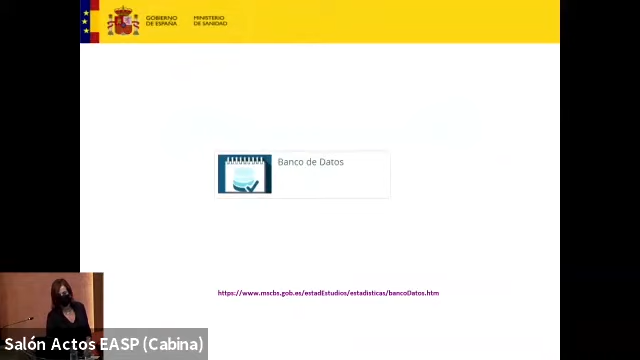 GOBIERNO
DE ESPAÑA
MINISTERIO
DE SANIDAD
Banco de Datos
https://www.mscbs.gob.es/estadEstudios/estadisticas/bancoDatos.htm
Salón Actos EASP (Cabina)